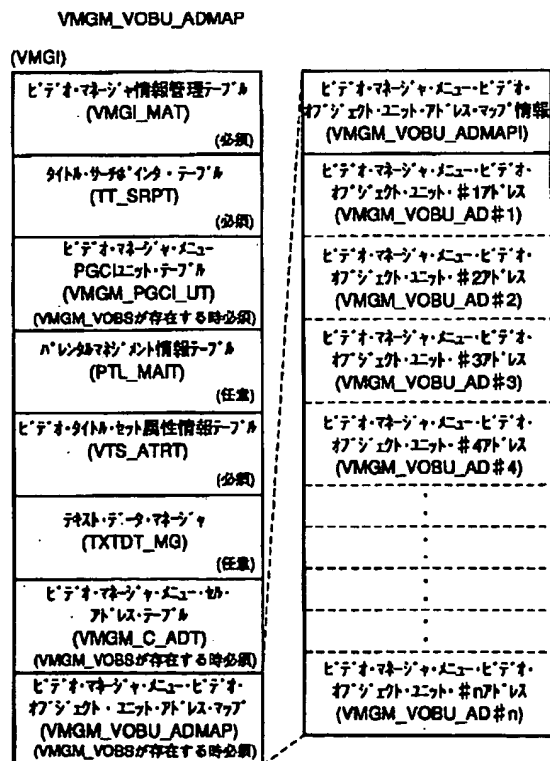 VMGM_VOBU_ADMAP
(VMGI)
ビデオ・マネージャ情報管理テーブル
(VMGI_MAT)
(必須)
タイトル・サーチポインタ・テーブル
(TT_SRPT)
(必須)
ビデオ・マネージャ・メニュー
PGCIユニット・テーブル
(VMGM_PGCI_UT)
(VMGM_VOBSが存在する時必須)
パレンタルマネジメント情報テーブル
(PTL_MAIT)
(任意)
ビデオ・タイトル・セット属性情報テーブル
(VTS_ATRT)
(必須)
テキスト・データ・マネージャ
(TXTDT_MG)
(任意)
ビデオ・マネージャ・メニュー・セル・
アドレス・テーブル
(VMGM_C_ADT)
(VMGM_VOBSが存在する時必須)
ビデオ・マネージャ・メニュー・ビデオ・
オブジェクト・ユニット・アドレス・マップ
(VMGM_VOBU_ADMAP)
(VMGM_VOBSが存在する時必須)
ビデオ・マネージャ・メニュー・ビデオ・
オブジェクト・ユニット・アドレス・マップ情報
(VMGM_VOBU_ADMAPI)
ビデオ・マネージャ・メニュー・ビデオ・
オブジェクト・ユニット・#1アドレス
(VMGM_VOBU_AD#1)
ビデオ・マネージャ・メニュー・ビデオ・
オブジェクト・ユニット・#2アドレス
(VMGM_VOBU_AD#2)
ビデオ・マネージャ・メニュー・ビデオ・
オブジェクト・ユニット・#3アドレス
(VMGM_VOBU_AD#3)
ビデオ・マネージャ・メニュー・ビデオ・
オブジェクト・ユニット・#4アドレス
(VMGM_VOBU_AD#4)
ビデオ・マネージャ・メニュー・ビデオ・
オブジェクト・ユニット・#nアドレス
(VMGM_VOBU_AD#n)